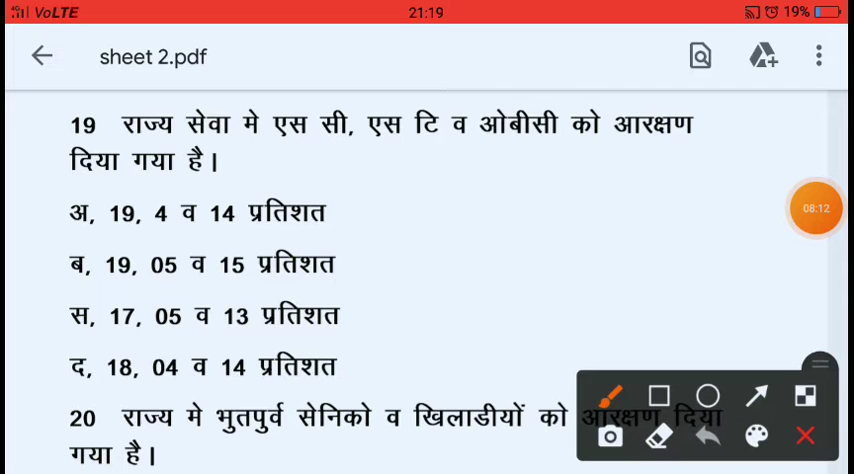 4G VoLTE 21:19 19%
sheet 2.pdf
19 राज्य सेवा मे एस सी, एस टि व ओबीसी को आरक्षण
दिया गया है।
अ, 19, 4 व 14 प्रतिशत
08:12
ब, 19, 05 व 15 प्रतिशत
स, 17, 05 व 13 प्रतिशत
द, 18, 04 व 14 प्रतिशत
20 राज्य मे भुतपुर्व सेनिको व खिलाडीयों को आरक्षण दिया
गया है।